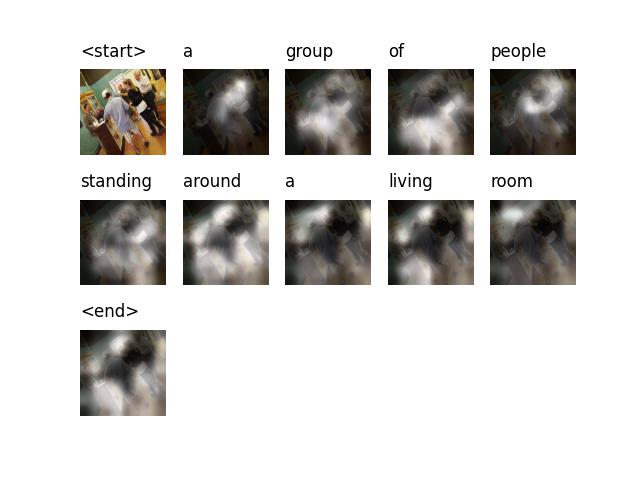 <start> a group of people
standing around a living room
<end>